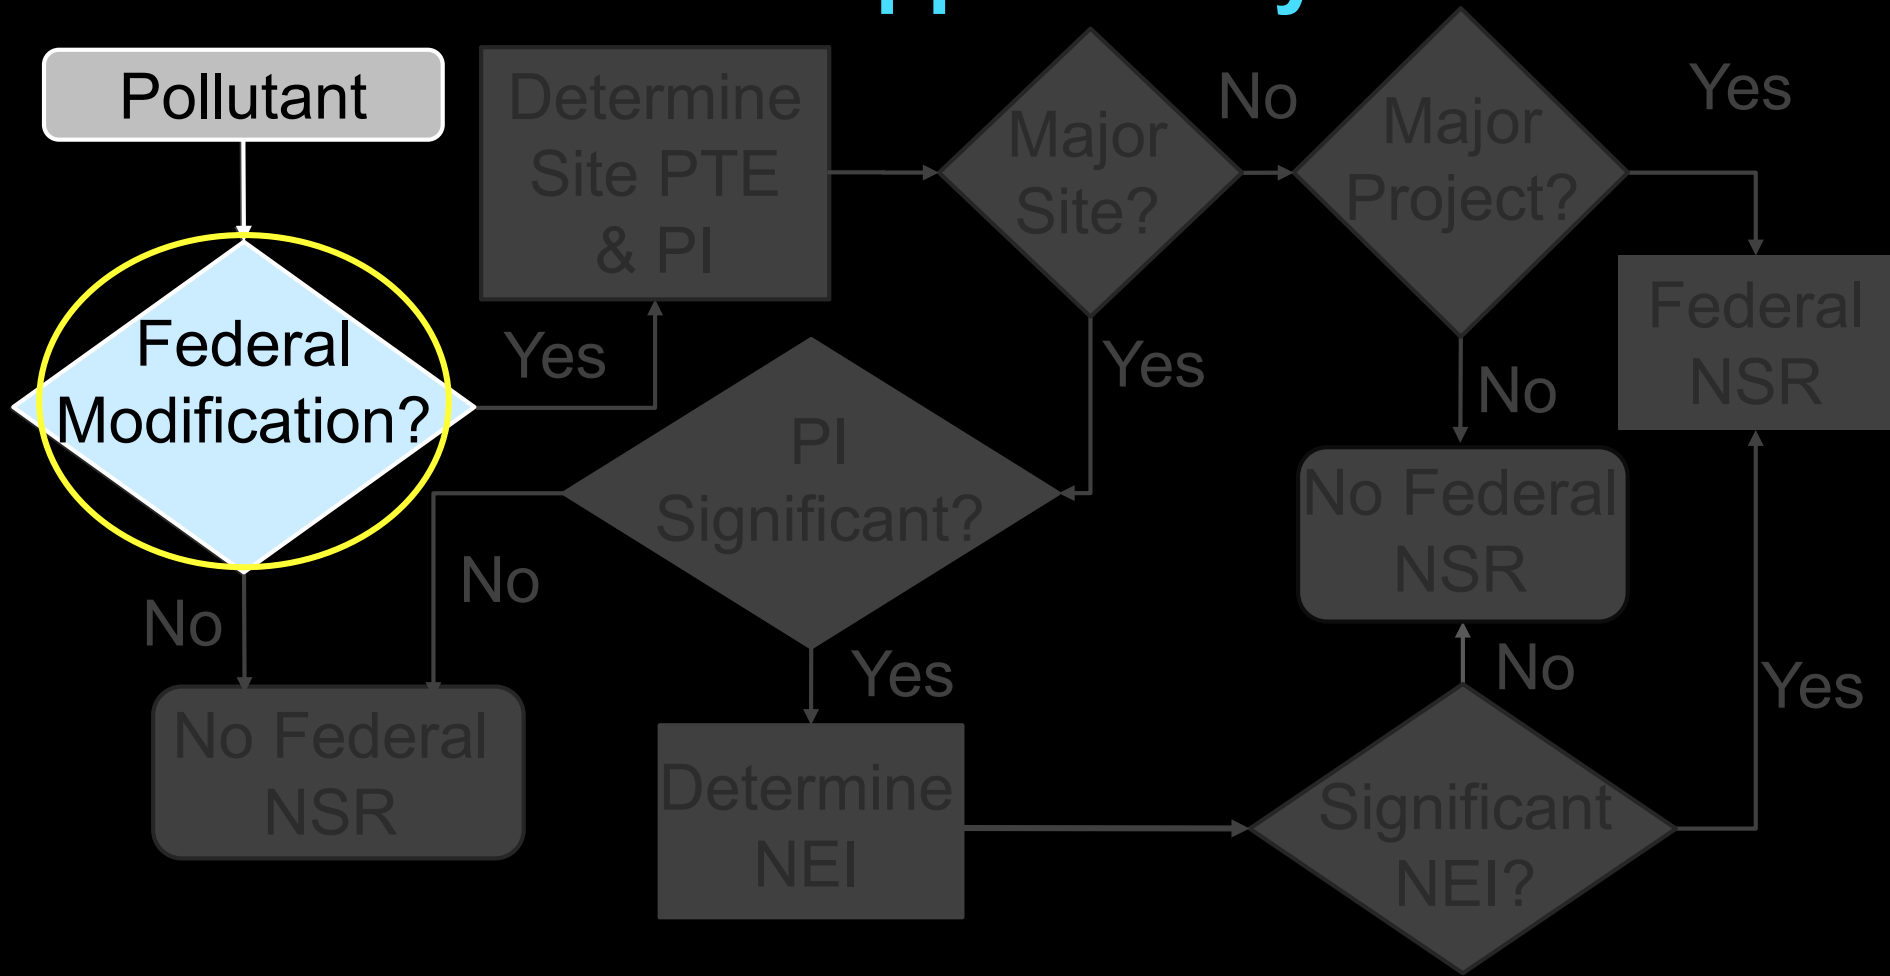 Pollutant
Federal
Modification?
No
Yes
Determine
Site PTE
& PI
Major
Site?
No
Yes
Major
Project?
Yes
No
Federal
NSR
PI
Significant?
No
Yes
No Federal
NSR
No Federal
NSR
Determine
NEI
Significant
NEI?
No
Yes